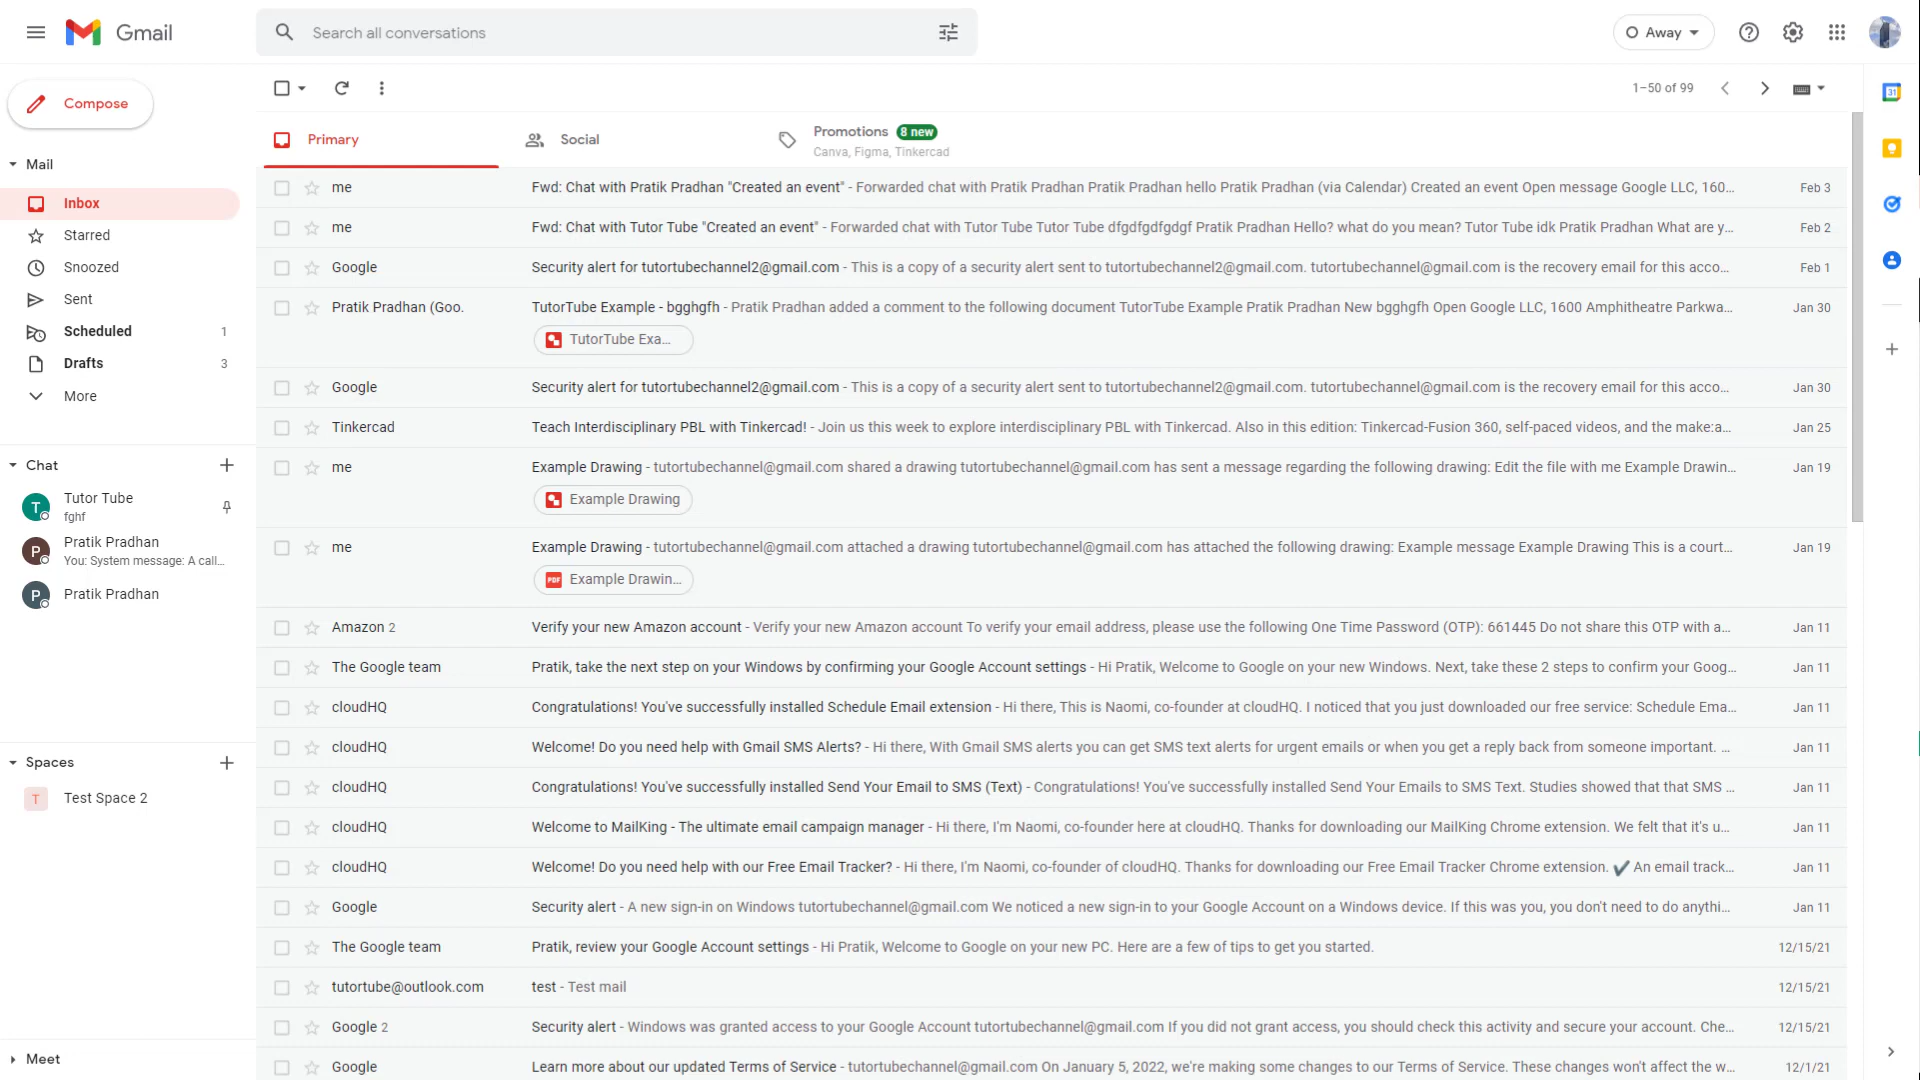 Gmail
Search all conversations
Away
Compose
1–50 of 99
Primary
Social
Promotions 8 new
Canva, Figma, Tinkercad
Mail
Inbox
Starred
Snoozed
Sent
Scheduled 1
Drafts 3
More
Chat
Tutor Tube
fghf
Pratik Pradhan
You: System message: A call...
Pratik Pradhan
Spaces
T Test Space 2
Meet
me Fwd: Chat with Pratik Pradhan "Created an event" - Forwarded chat with Pratik Pradhan Pratik Pradhan hello Pratik Pradhan (via Calendar) Created an event Open message Google LLC, 160... Feb 3
me Fwd: Chat with Tutor Tube "Created an event" - Forwarded chat with Tutor Tube Tutor Tube dfgdfgdfgdgf Pratik Pradhan Hello? what do you mean? Tutor Tube idk Pratik Pradhan What are y... Feb 2
Google Security alert for tutortubechannel2@gmail.com - This is a copy of a security alert sent to tutortubechannel2@gmail.com. tutortubechannel@gmail.com is the recovery email for this acco... Feb 1
Pratik Pradhan (Goo. TutorTube Example - bgghgfh - Pratik Pradhan added a comment to the following document TutorTube Example Pratik Pradhan New bgghgfh Open Google LLC, 1600 Amphitheatre Parkwa... Jan 30
TutorTube Exa...
Google Security alert for tutortubechannel2@gmail.com - This is a copy of a security alert sent to tutortubechannel2@gmail.com. tutortubechannel@gmail.com is the recovery email for this acco... Jan 30
Tinkercad Teach Interdisciplinary PBL with Tinkercad! - Join us this week to explore interdisciplinary PBL with Tinkercad. Also in this edition: Tinkercad-Fusion 360, self-paced videos, and the make:a... Jan 25
me Example Drawing - tutortubechannel@gmail.com shared a drawing tutortubechannel@gmail.com has sent a message regarding the following drawing: Edit the file with me Example Drawin... Jan 19
Example Drawing
me Example Drawing - tutortubechannel@gmail.com attached a drawing tutortubechannel@gmail.com has attached the following drawing: Example message Example Drawing This is a court... Jan 19
PDF Example Drawin...
Amazon 2 Verify your new Amazon account - Verify your new Amazon account To verify your email address, please use the following One Time Password (OTP): 661445 Do not share this OTP with a... Jan 11
The Google team Pratik, take the next step on your Windows by confirming your Google Account settings - Hi Pratik, Welcome to Google on your new Windows. Next, take these 2 steps to confirm your Goog... Jan 11
cloudHQ Congratulations! You've successfully installed Schedule Email extension - Hi there, This is Naomi, co-founder at cloudHQ. I noticed that you just downloaded our free service: Schedule Ema... Jan 11
cloudHQ Welcome! Do you need help with Gmail SMS Alerts? - Hi there, With Gmail SMS alerts you can get SMS text alerts for urgent emails or when you get a reply back from someone important. ... Jan 11
cloudHQ Congratulations! You've successfully installed Send Your Email to SMS (Text) - Congratulations! You've successfully installed Send Your Emails to SMS Text. Studies showed that that SMS ... Jan 11
cloudHQ Welcome to MailKing - The ultimate email campaign manager - Hi there, I'm Naomi, co-founder here at cloudHQ. Thanks for downloading our MailKing Chrome extension. We felt that it's u... Jan 11
cloudHQ Welcome! Do you need help with our Free Email Tracker? - Hi there, I'm Naomi, co-founder of cloudHQ. Thanks for downloading our Free Email Tracker Chrome extension. ✔ An email track... Jan 11
Google Security alert - A new sign-in on Windows tutortubechannel@gmail.com We noticed a new sign-in to your Google Account on a Windows device. If this was you, you don't need to do anythi... Jan 11
The Google team Pratik, review your Google Account settings - Hi Pratik, Welcome to Google on your new PC. Here are a few of tips to get you started. 12/15/21
tutortube@outlook.com test - Test mail 12/15/21
Google 2 Security alert - Windows was granted access to your Google Account tutortubechannel@gmail.com If you did not grant access, you should check this activity and secure your account. Che... 12/15/21
Google Learn more about our updated Terms of Service - tutortubechannel@gmail.com On January 5, 2022, we're making some changes to our Terms of Service. These changes won't affect the w... 12/1/21